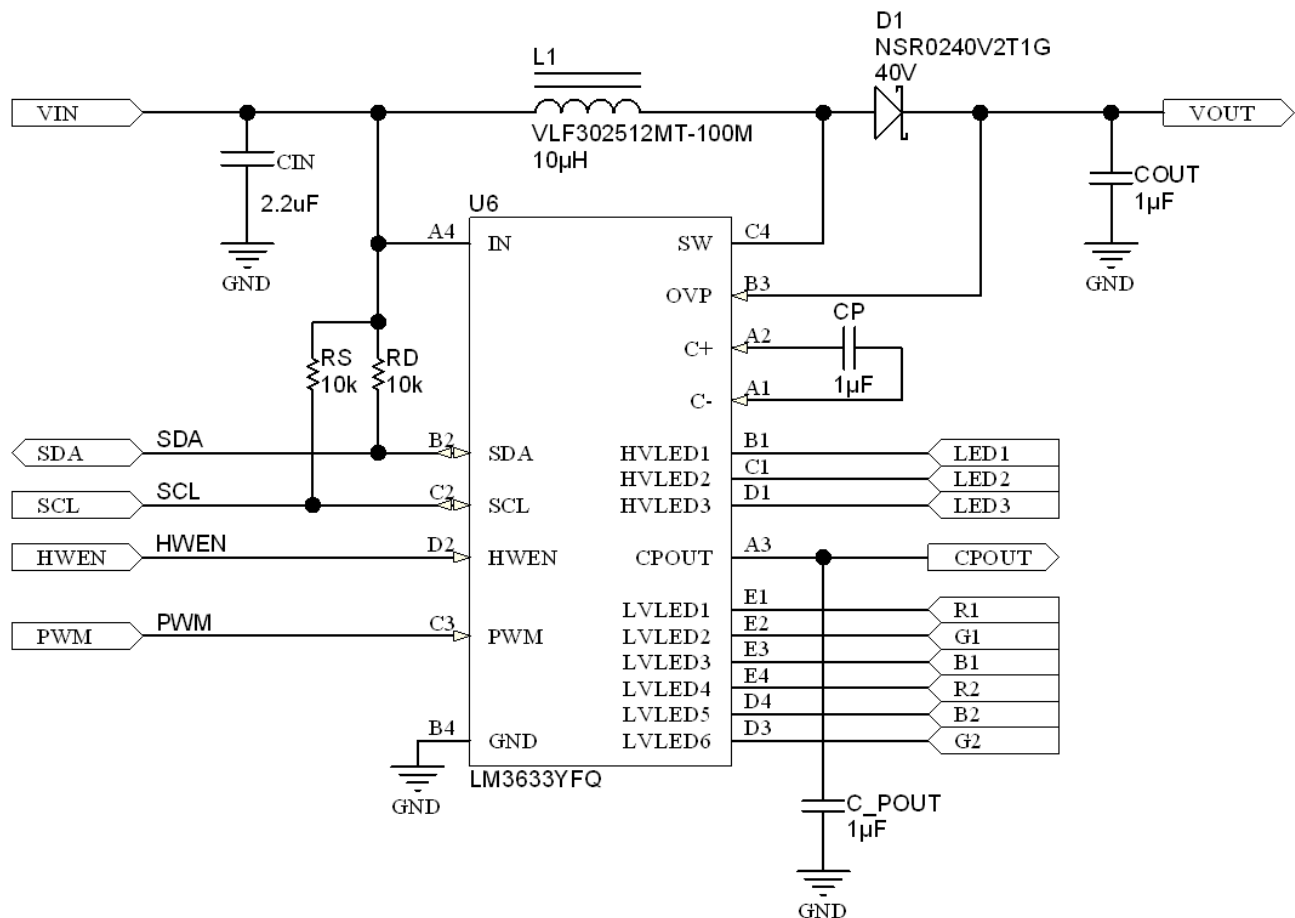 D1
NSR0240V2T1G
40V
L1
VIN
VOUT
VLF302512MT-100M
10µH
CIN
2.2uF
GND
COUT
1µF
GND
U6
A4
IN
SW
C4
OVP
B3
CP
C+
A2
1µF
C-
A1
RS
10k
RD
10k
SDA
SDA
B2
SDA
HVLED1
B1
LED1
HVLED2
C1
LED2
SCL
SCL
C2
SCL
HVLED3
D1
LED3
HWEN
HWEN
D2
HWEN
CPOUT
A3
CPOUT
LVLED1
E1
R1
PWM
PWM
C3
PWM
LVLED2
E2
G1
LVLED3
E3
B1
LVLED4
E4
R2
LVLED5
D4
B2
B4
GND
LVLED6
D3
G2
GND
LM3633YFQ
C_POUT
1µF
GND